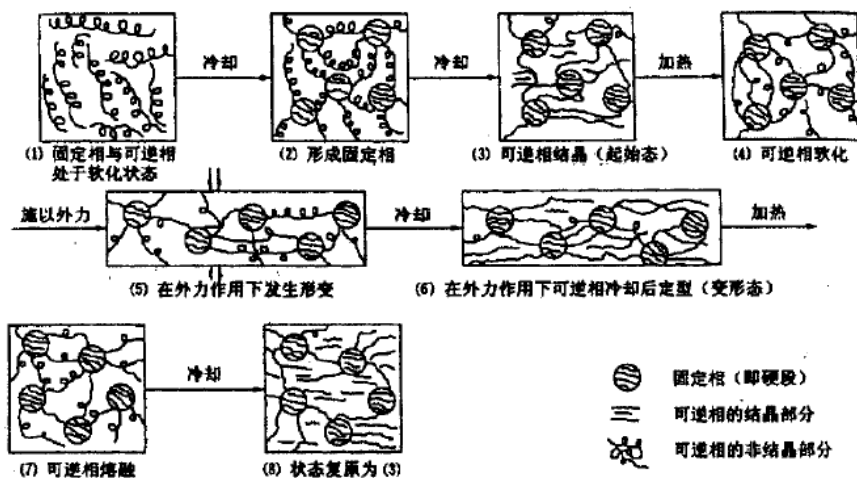 冷却
冷却
加热
(1) 固定相与可逆相
处于软化状态
(2) 形成固定相
(3) 可逆相结晶（起始态）
(4) 可逆相软化
施以外力
冷却
加热
(5) 在外力作用下发生形变
(6) 在外力作用下可逆相冷却后定型（变形态）
冷却
固定相（即硬段）
可逆相的结晶部分
可逆相的非结晶部分
(7) 可逆相熔融
(8) 状态复原为(3)